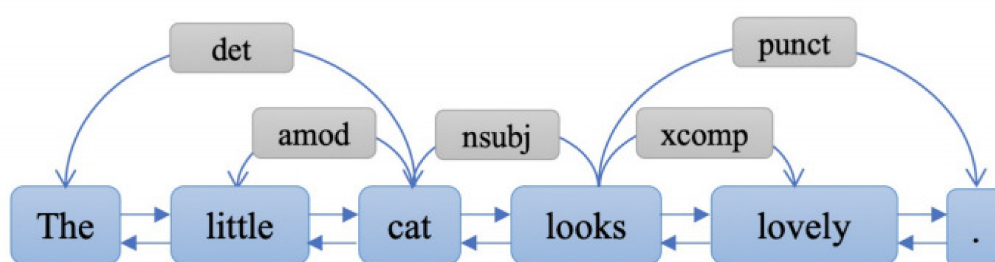 det punct
amod nsubj xcomp
The little cat looks lovely .